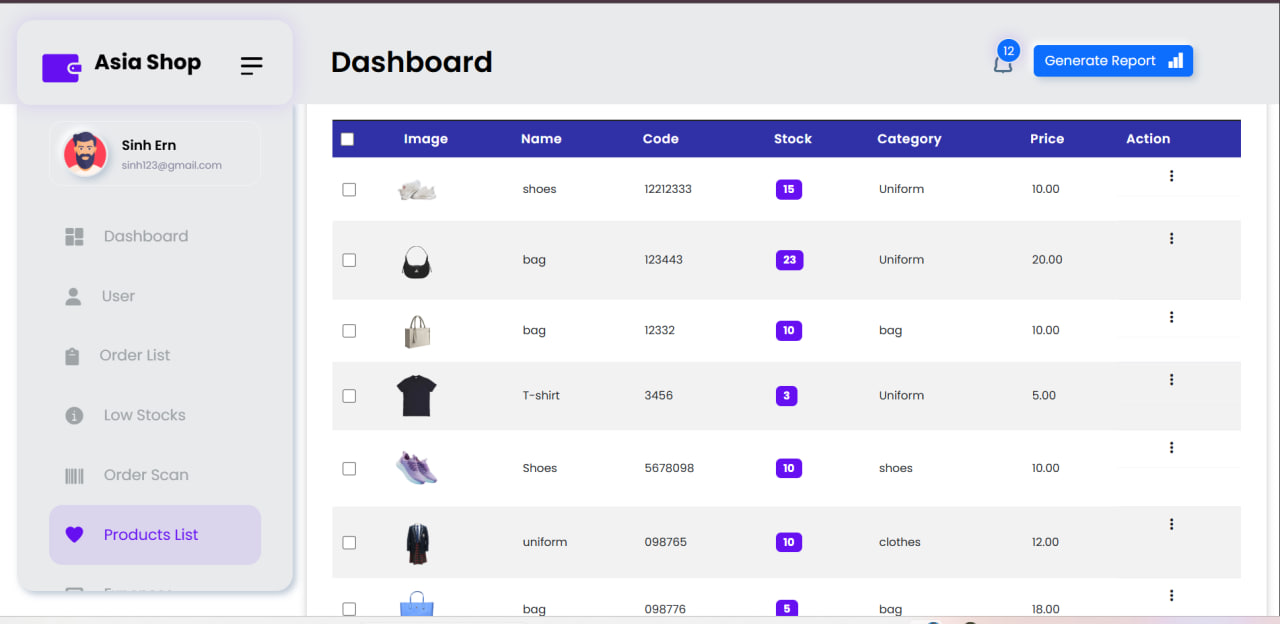 Asia Shop
Dashboard
12
Generate Report
Sinh Ern
sinh123@gmail.com
Dashboard
User
Order List
Low Stocks
Order Scan
Products List
Image Name Code Stock Category Price Action
shoes 12212333 15 Uniform 10.00
bag 123443 23 Uniform 20.00
bag 12332 10 bag 10.00
T-shirt 3456 3 Uniform 5.00
Shoes 5678098 10 shoes 10.00
uniform 098765 10 clothes 12.00
bag 098776 5 bag 18.00